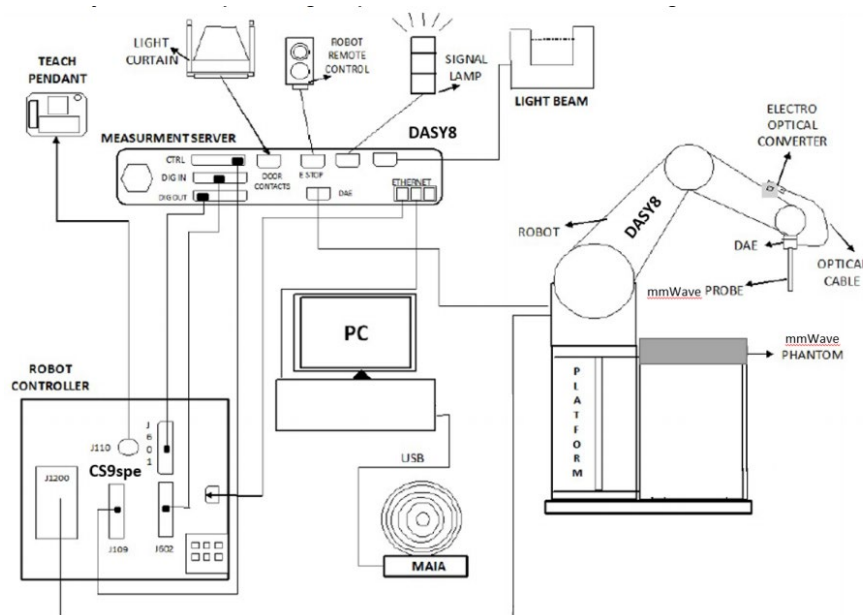 LIGHT
CURTAIN
ROBOT
REMOTE
CONTROL
SIGNAL
LAMP
LIGHT BEAM
TEACH
PENDANT
MEASURMENT SERVER
DASY8
CTRL
DIG IN
DIG OUT
DOOR
CONTACTS
E STOP
DAE
ETHERNET
ELECTRO
OPTICAL
CONVERTER
ROBOT
DASY8
DAE
OPTICAL
CABLE
mmWave PROBE
PC
mmWave
PHANTOM
PLATFORM
ROBOT
CONTROLLER
J601
J110
CS9spe
J1200
J109
J602
USB
MAIA